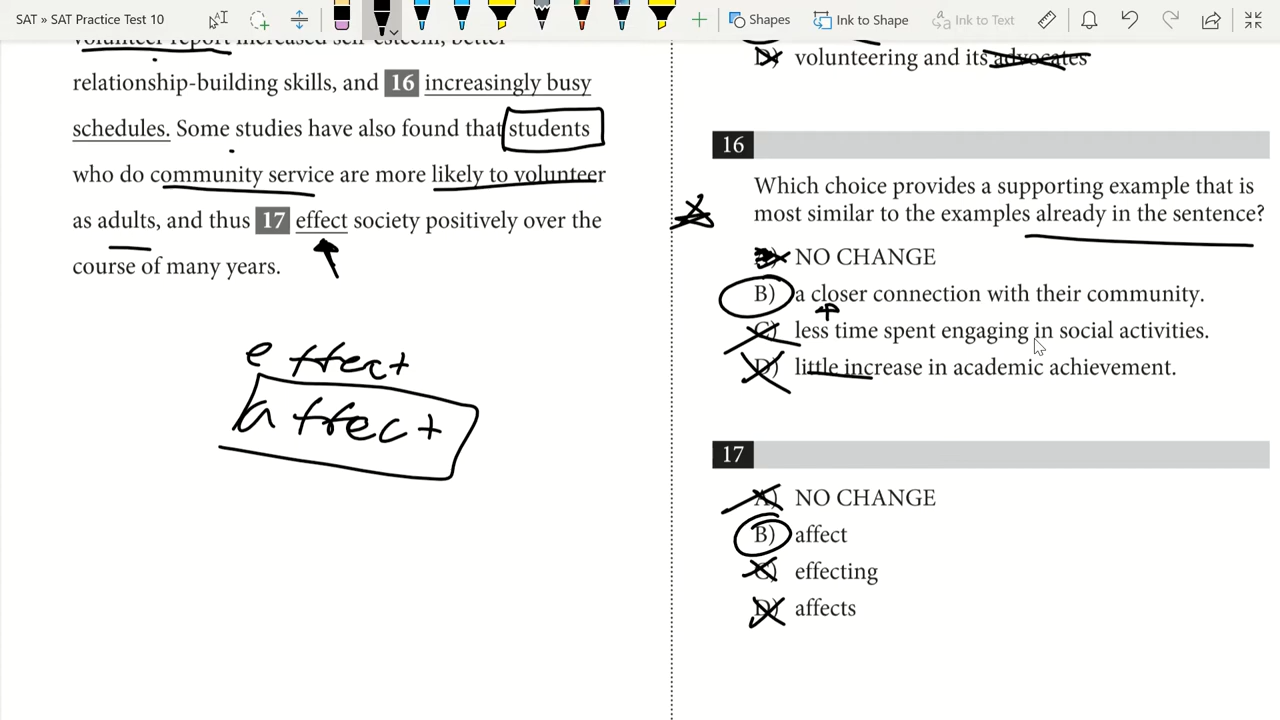 SAT » SAT Practice Test 10
Shapes
Ink to Shape
Ink to Text
volunteer report increased self-esteem, better
relationship-building skills, and 16 increasingly busy
schedules. Some studies have also found that students
who do community service are more likely to volunteer
as adults, and thus 17 effect society positively over the
course of many years.
effect
affect
D) volunteering and its advocates
16
Which choice provides a supporting example that is
most similar to the examples already in the sentence?
A) NO CHANGE
B) a closer connection with their community.
C) less time spent engaging in social activities.
D) little increase in academic achievement.
17
A) NO CHANGE
B) affect
C) effecting
D) affects